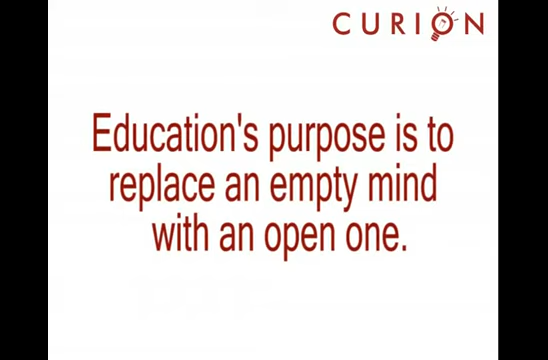 CURION
Education's purpose is to
replace an empty mind
with an open one.